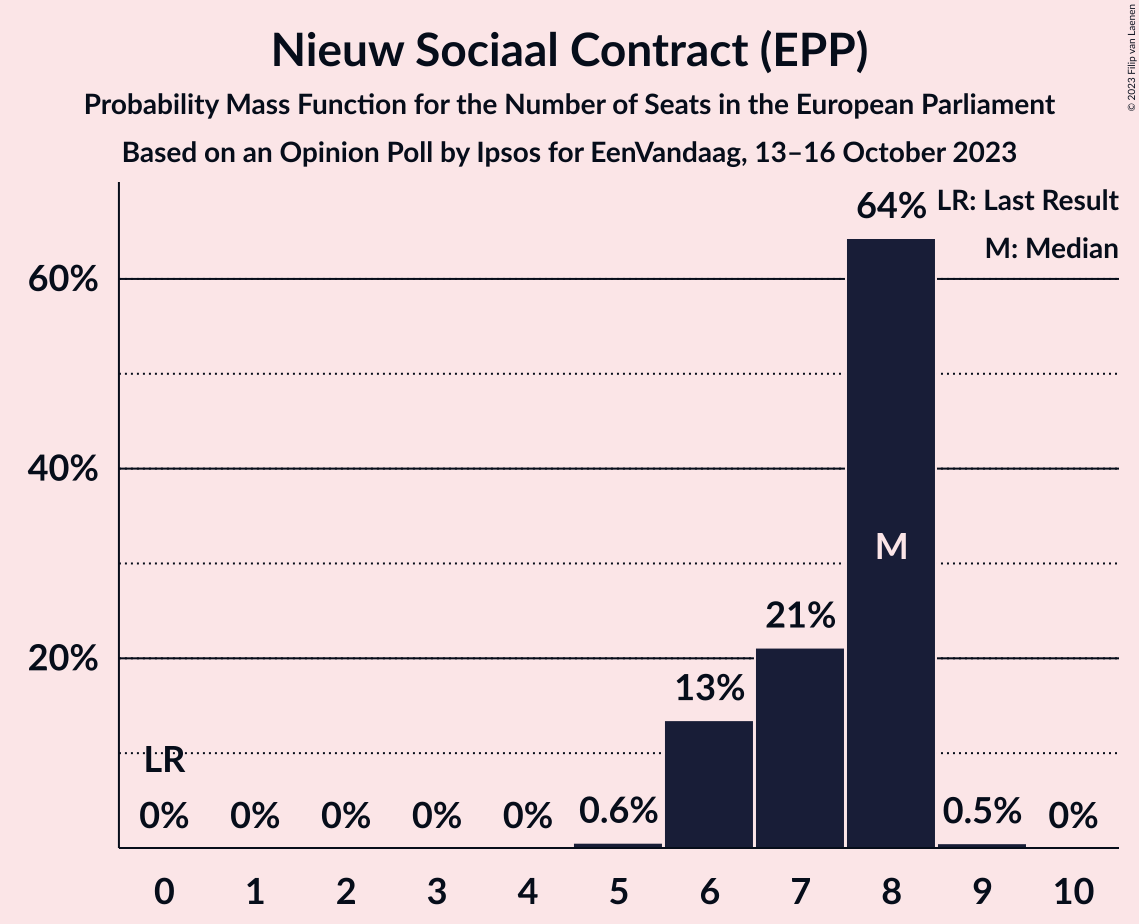 Nieuw Sociaal Contract (EPP)
Probability Mass Function for the Number of Seats in the European Parliament
Based on an Opinion Poll by Ipsos for EenVandaag, 13–16 October 2023
© 2023 Filip van Laenen
LR: Last Result
M: Median
60%
40%
20%
LR
M
0%
0%
0%
0%
0%
0.6%
13%
21%
64%
0.5%
0%
0 1 2 3 4 5 6 7 8 9 10